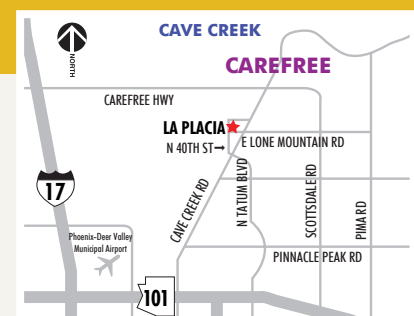 CAVE CREEK
NORTH
CAREFREE
CAREFREE HWY
LA PLACIA
N 40TH ST→
E LONE MOUNTAIN RD
17
CAVE CREEK RD
N TATUM BLVD
SCOTTSDALE RD
PIMA RD
Phoenix-Deer Valley
Municipal Airport
PINNACLE PEAK RD
101